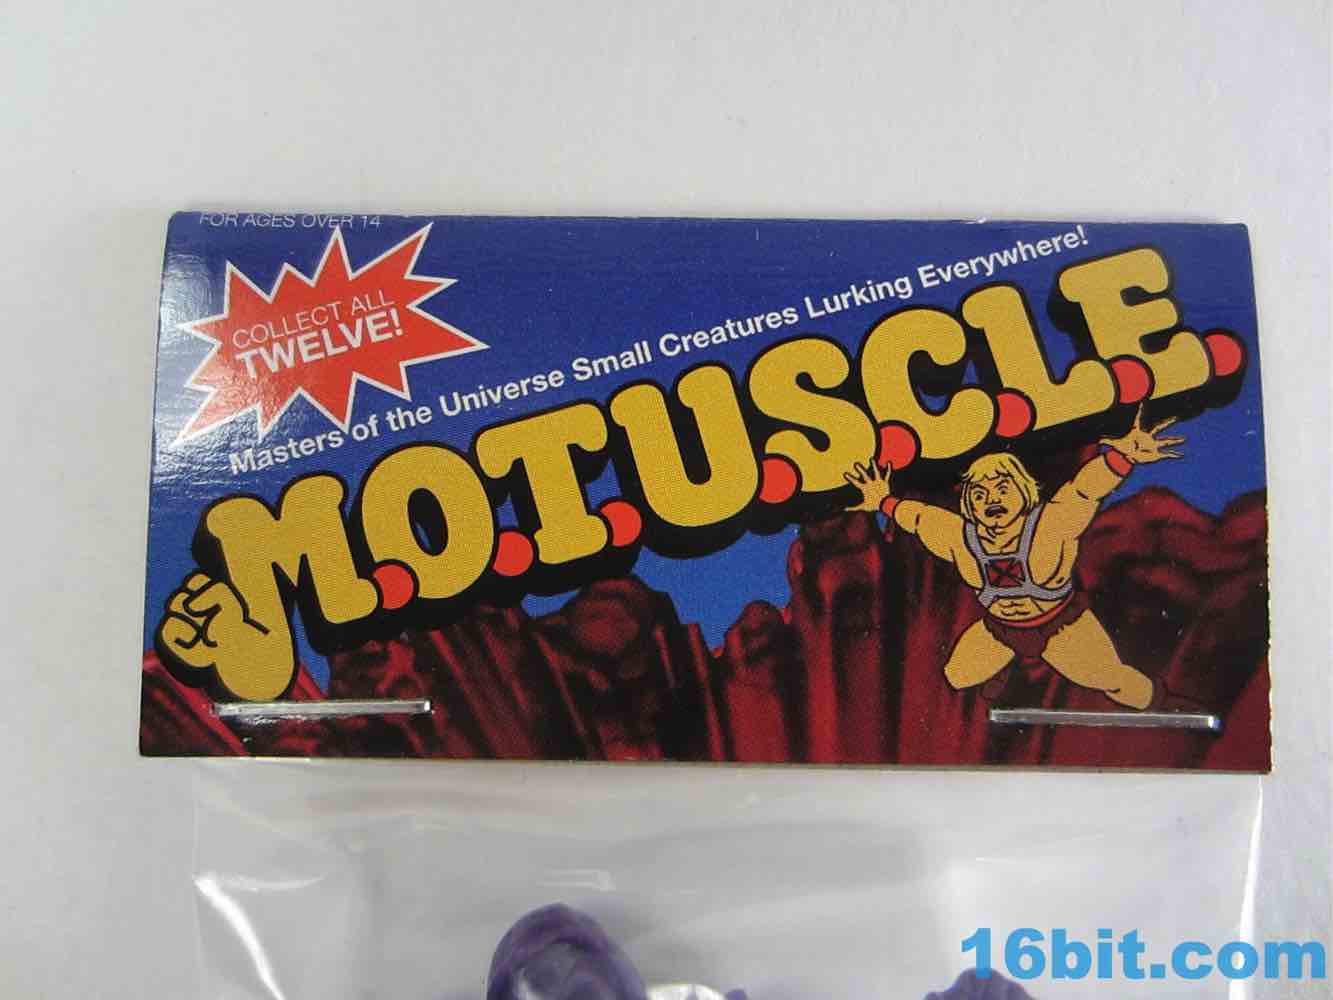 FOR AGES OVER 14
COLLECT ALL
TWELVE!
Masters of the Universe Small Creatures Lurking Everywhere!
M.O.T.U.S.C.L.E.
16bit.com